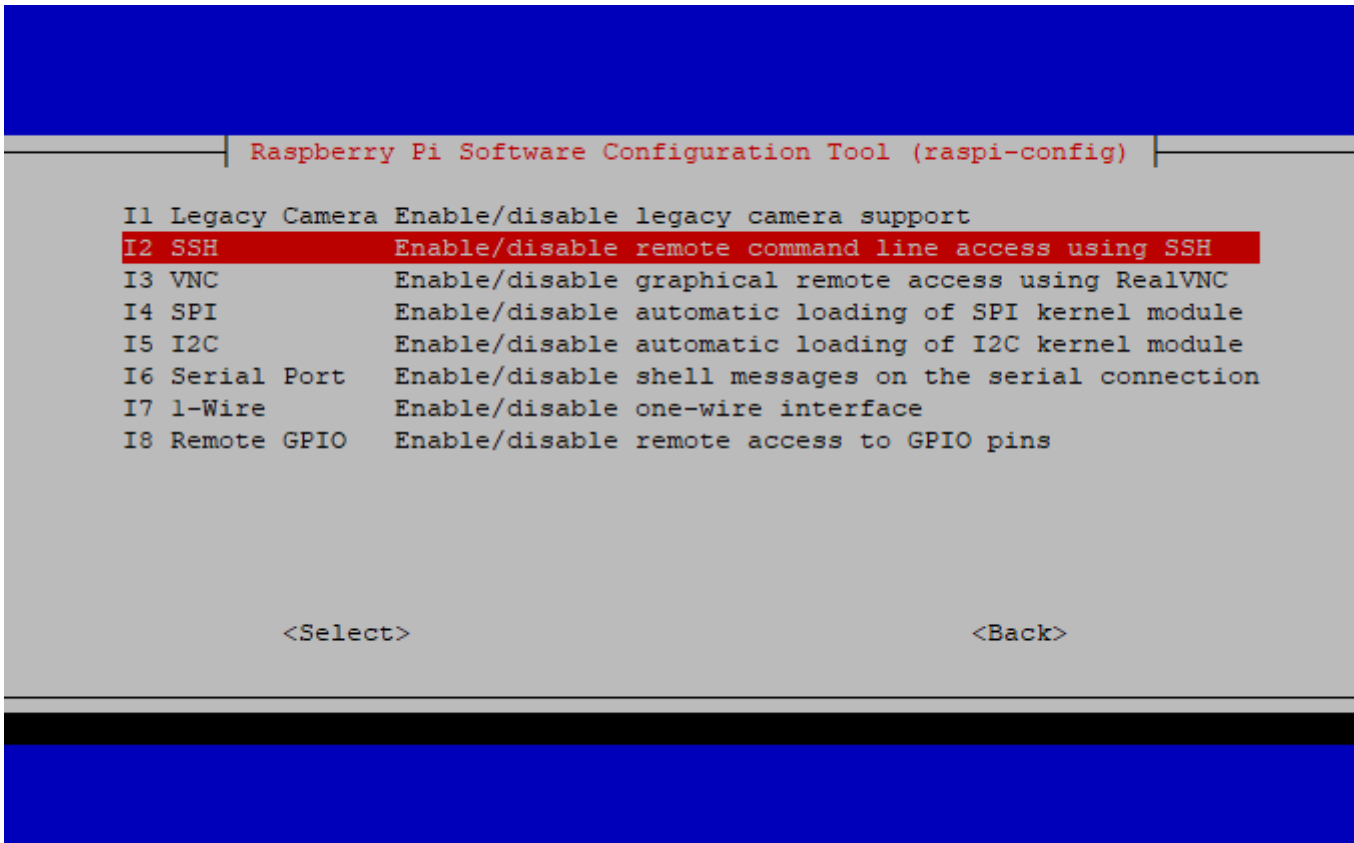 Raspberry Pi Software Configuration Tool (raspi-config)
I1 Legacy Camera Enable/disable legacy camera support
I2 SSH Enable/disable remote command line access using SSH
I3 VNC Enable/disable graphical remote access using RealVNC
I4 SPI Enable/disable automatic loading of SPI kernel module
I5 I2C Enable/disable automatic loading of I2C kernel module
I6 Serial Port Enable/disable shell messages on the serial connection
I7 1-Wire Enable/disable one-wire interface
I8 Remote GPIO Enable/disable remote access to GPIO pins
<Select> <Back>